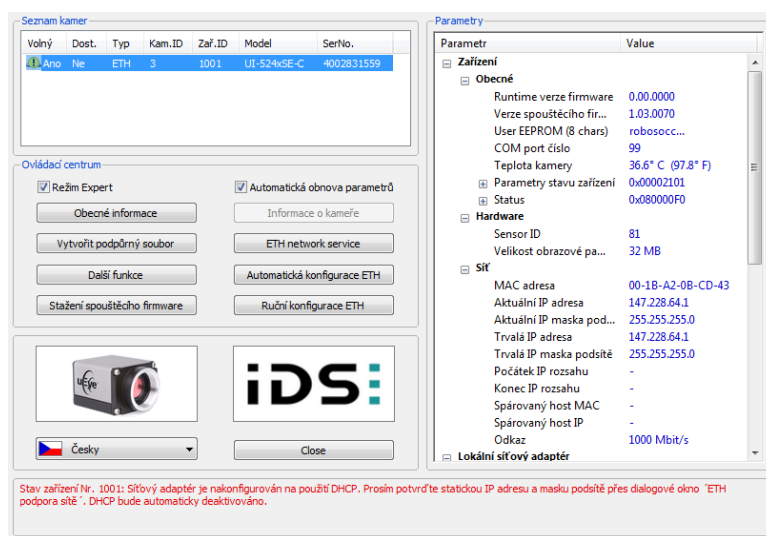 Seznam kamer
Volný Dost. Typ Kam.ID Zař.ID Model SerNo.
Ano Ne ETH 3 1001 UI-524xSE-C 4002831559
Ovládací centrum
Režim Expert
Automatická obnova parametrů
Obecné informace
Informace o kameře
Vytvořit podpůrný soubor
ETH network service
Další funkce
Automatická konfigurace ETH
Stažení spouštěcího firmware
Ruční konfigurace ETH
uEye
iDS
Česky
Close
Parametry
Parametr Value
Zařízení
Obecné
Runtime verze firmware 0.00.0000
Verze spouštěcího fir... 1.03.0070
User EEPROM (8 chars) robosocc...
COM port číslo 99
Teplota kamery 36.6° C (97.8° F)
Parametry stavu zařízení 0x00002101
Status 0x080000F0
Hardware
Sensor ID 81
Velikost obrazové pa... 32 MB
Síť
MAC adresa 00-1B-A2-0B-CD-43
Aktuální IP adresa 147.228.64.1
Aktuální IP maska pod... 255.255.255.0
Trvalá IP adresa 147.228.64.1
Trvalá IP maska podsítě 255.255.255.0
Počátek IP rozsahu -
Konec IP rozsahu -
Spárovaný host MAC -
Spárovaný host IP -
Odkaz 1000 Mbit/s
Lokální síťový adaptér
Stav zařízení Nr. 1001: Síťový adaptér je nakonfigurován na použití DHCP. Prosím potvrďte statickou IP adresu a masku podsítě přes dialogové okno ´ETH
podpora sítě´. DHCP bude automaticky deaktivováno.